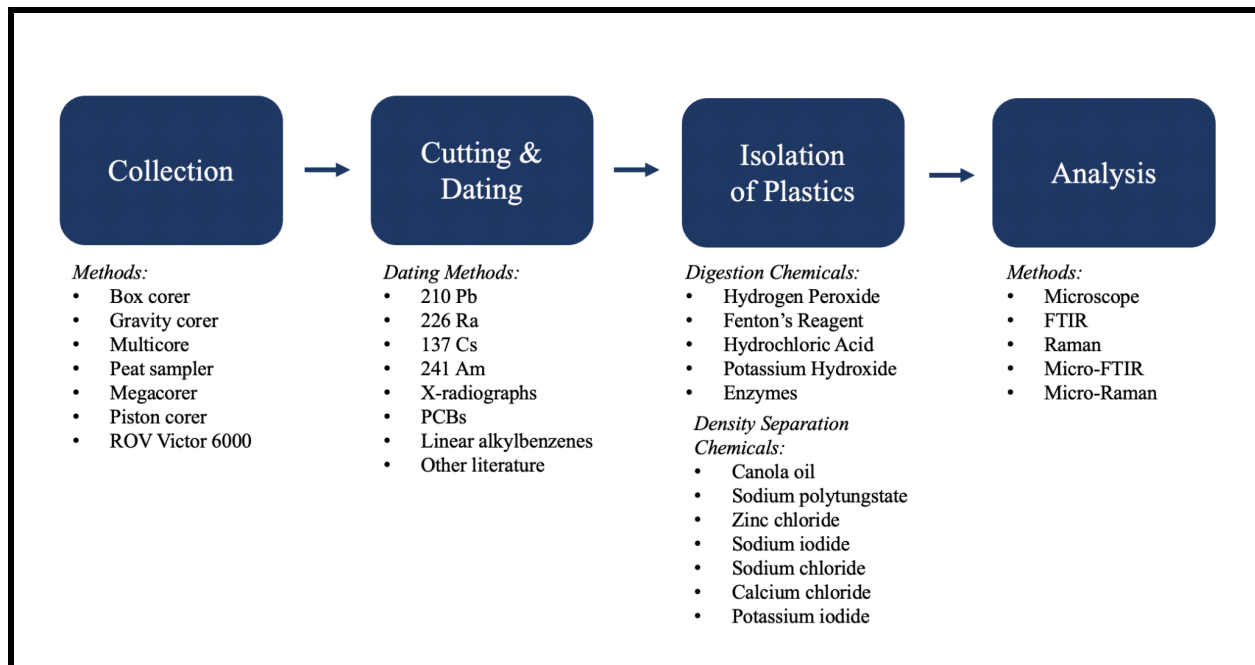 Collection
Methods:
• Box corer
• Gravity corer
• Multicore
• Peat sampler
• Megacorer
• Piston corer
• ROV Victor 6000
Cutting &
Dating
Dating Methods:
• 210 Pb
• 226 Ra
• 137 Cs
• 241 Am
• X-radiographs
• PCBs
• Linear alkylbenzenes
• Other literature
Isolation
of Plastics
Digestion Chemicals:
• Hydrogen Peroxide
• Fenton’s Reagent
• Hydrochloric Acid
• Potassium Hydroxide
• Enzymes
Density Separation
Chemicals:
• Canola oil
• Sodium polytungstate
• Zinc chloride
• Sodium iodide
• Sodium chloride
• Calcium chloride
• Potassium iodide
Analysis
Methods:
• Microscope
• FTIR
• Raman
• Micro-FTIR
• Micro-Raman